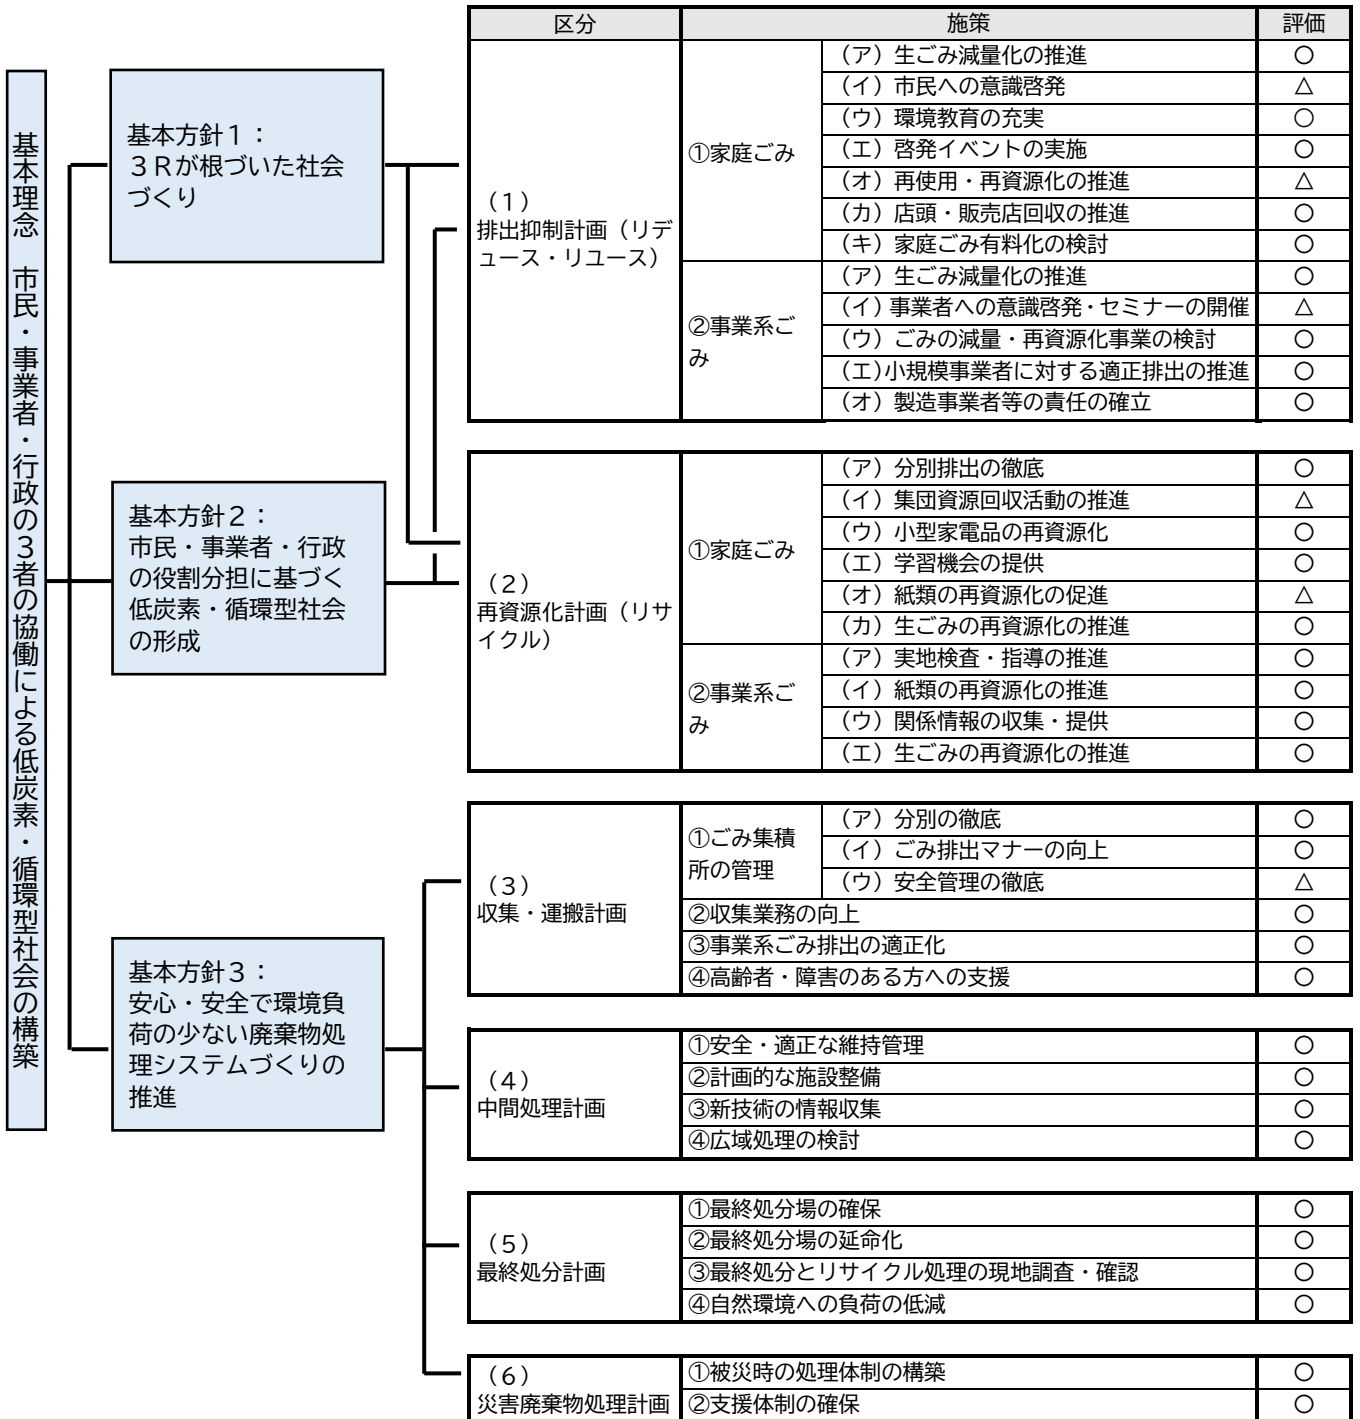 基本理念　市民・事業者・行政の３者の協働による低炭素・循環型社会の構築
基本方針１：
３Ｒが根づいた社会
づくり
基本方針２：
市民・事業者・行政
の役割分担に基づく
低炭素・循環型社会
の形成
基本方針３：
安心・安全で環境負
荷の少ない廃棄物処
理システムづくりの
推進
区分 施策 評価
（１）
排出抑制計画（リデ
ュース・リユース）
①家庭ごみ
（ア）生ごみ減量化の推進 ○
（イ）市民への意識啓発 △
（ウ）環境教育の充実 ○
（エ）啓発イベントの実施 ○
（オ）再使用・再資源化の推進 △
（カ）店頭・販売店回収の推進 ○
（キ）家庭ごみ有料化の検討 ○
②事業系ご
み
（ア）生ごみ減量化の推進 ○
（イ）事業者への意識啓発・セミナーの開催 △
（ウ）ごみの減量・再資源化事業の検討 ○
（エ）小規模事業者に対する適正排出の推進 ○
（オ）製造事業者等の責任の確立 ○
（２）
再資源化計画（リサ
イクル）
①家庭ごみ
（ア）分別排出の徹底 ○
（イ）集団資源回収活動の推進 △
（ウ）小型家電品の再資源化 ○
（エ）学習機会の提供 ○
（オ）紙類の再資源化の促進 △
（カ）生ごみの再資源化の推進 ○
②事業系ご
み
（ア）実地検査・指導の推進 ○
（イ）紙類の再資源化の推進 ○
（ウ）関係情報の収集・提供 ○
（エ）生ごみの再資源化の推進 ○
（３）
収集・運搬計画
①ごみ集積
所の管理
（ア）分別の徹底 ○
（イ）ごみ排出マナーの向上 ○
（ウ）安全管理の徹底 △
②収集業務の向上 ○
③事業系ごみ排出の適正化 ○
④高齢者・障害のある方への支援 ○
（４）
中間処理計画
①安全・適正な維持管理 ○
②計画的な施設整備 ○
③新技術の情報収集 ○
④広域処理の検討 ○
（５）
最終処分計画
①最終処分場の確保 ○
②最終処分場の延命化 ○
③最終処分とリサイクル処理の現地調査・確認 ○
④自然環境への負荷の低減 ○
（６）
災害廃棄物処理計画
①被災時の処理体制の構築 ○
②支援体制の確保 ○